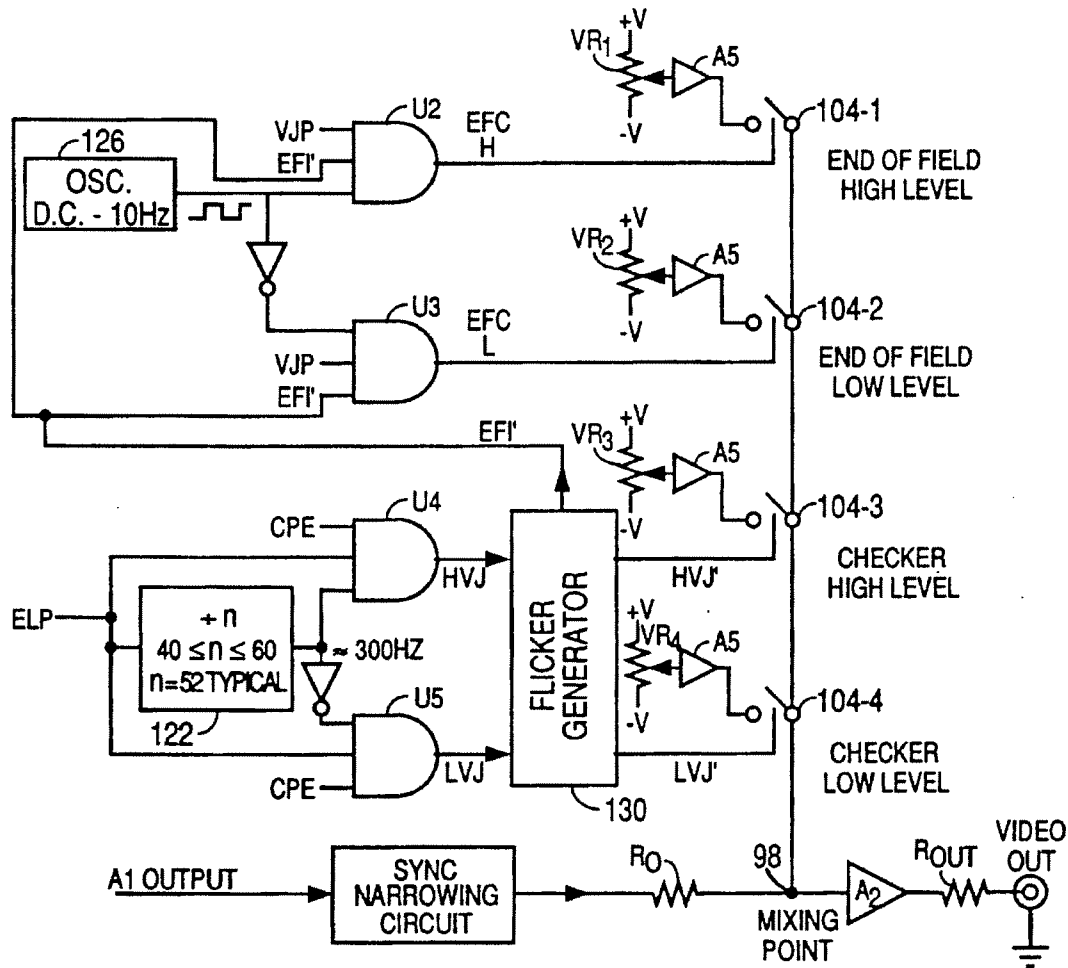 +V
VR1
A5
-V
104-1
END OF FIELD
HIGH LEVEL
126
OSC.
D.C. - 10Hz
VJP
EFI'
U2
EFC
H
+V
VR2
A5
-V
104-2
END OF FIELD
LOW LEVEL
U3
EFC
L
VJP
EFI'
EFI'
+V
VR3
A5
-V
104-3
CHECKER
HIGH LEVEL
CPE
U4
HVJ
HVJ'
ELP
÷ n
40 ≤ n ≤ 60
n=52 TYPICAL
122
≈ 300HZ
FLICKER
GENERATOR
130
+V
VR4
A5
-V
104-4
CHECKER
LOW LEVEL
U5
LVJ
LVJ'
CPE
A1 OUTPUT
SYNC
NARROWING
CIRCUIT
RO
98
MIXING
POINT
A2
ROUT
VIDEO
OUT